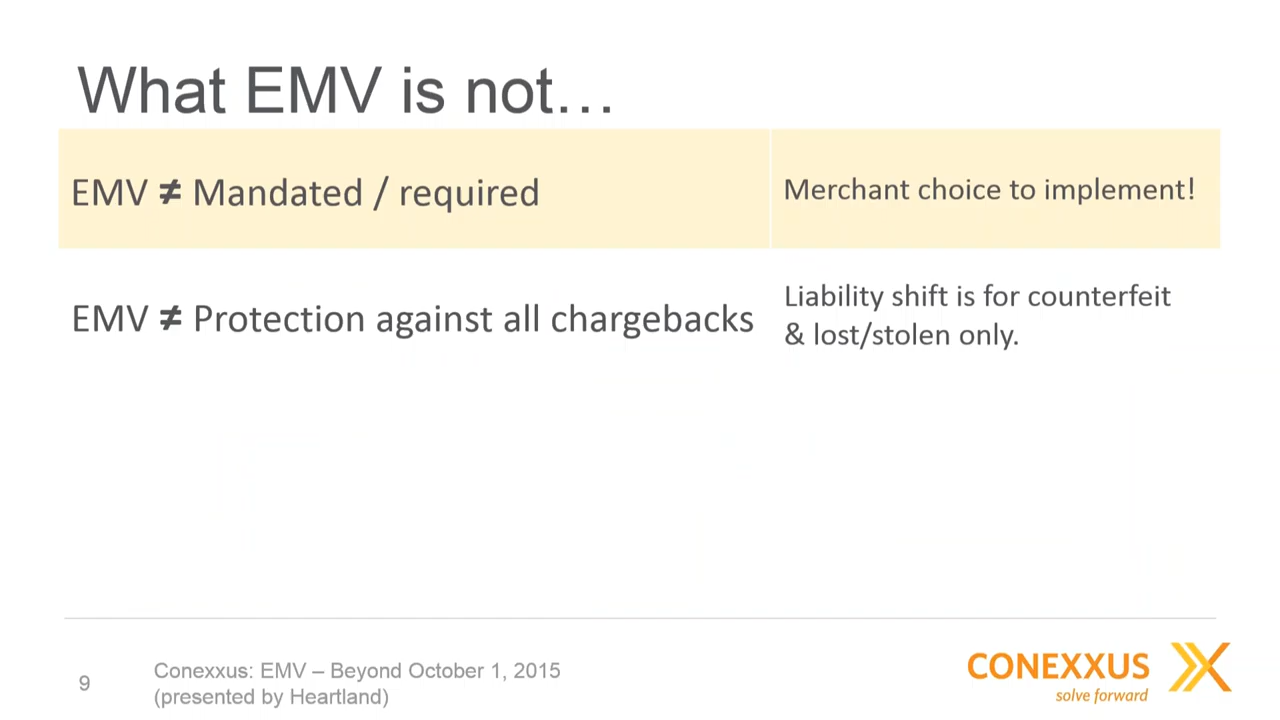 What EMV is not…
EMV ≠ Mandated / required
Merchant choice to implement!
EMV ≠ Protection against all chargebacks
Liability shift is for counterfeit
& lost/stolen only.
9
Conexxus: EMV – Beyond October 1, 2015
(presented by Heartland)
CONEXXUS
solve forward